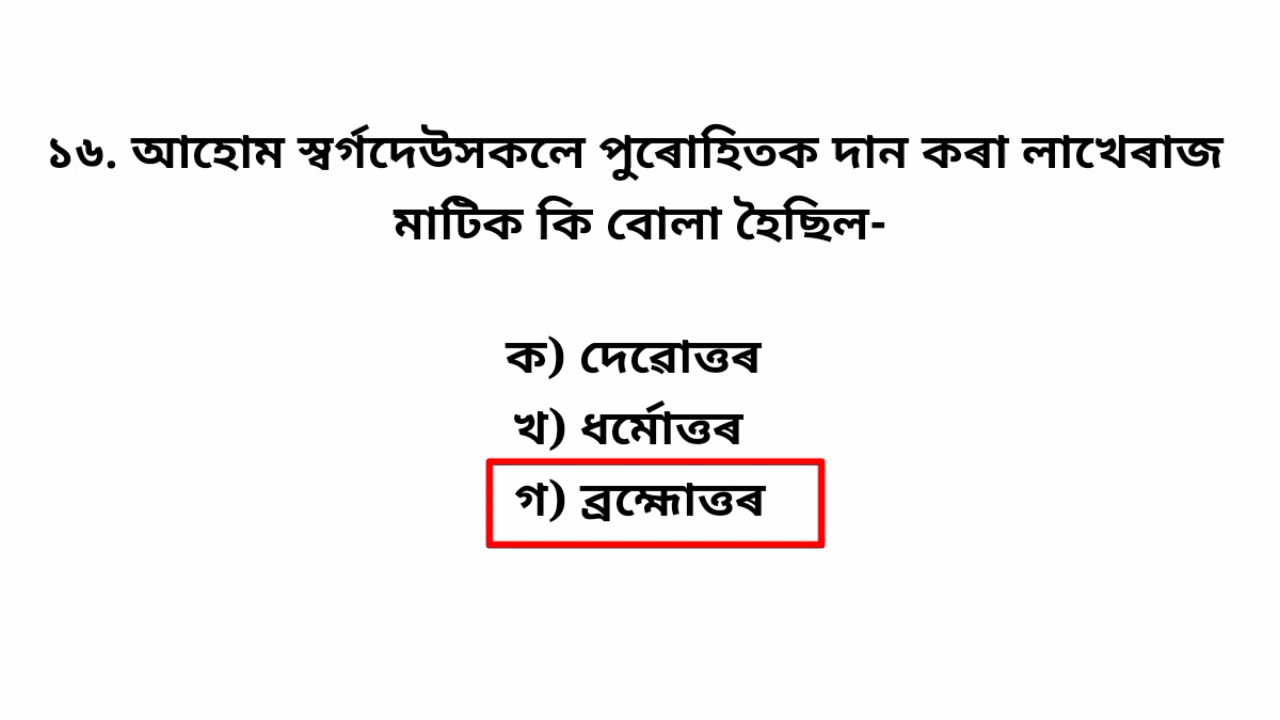 ১৬. আহোম স্বৰ্গদেউসকলে পুৰোহিতক দান কৰা লাখেৰাজ
মাটিক কি বোলা হৈছিল-
ক) দেৱোত্তৰ
খ) ধৰ্মোত্তৰ
গ) ব্ৰহ্মোত্তৰ